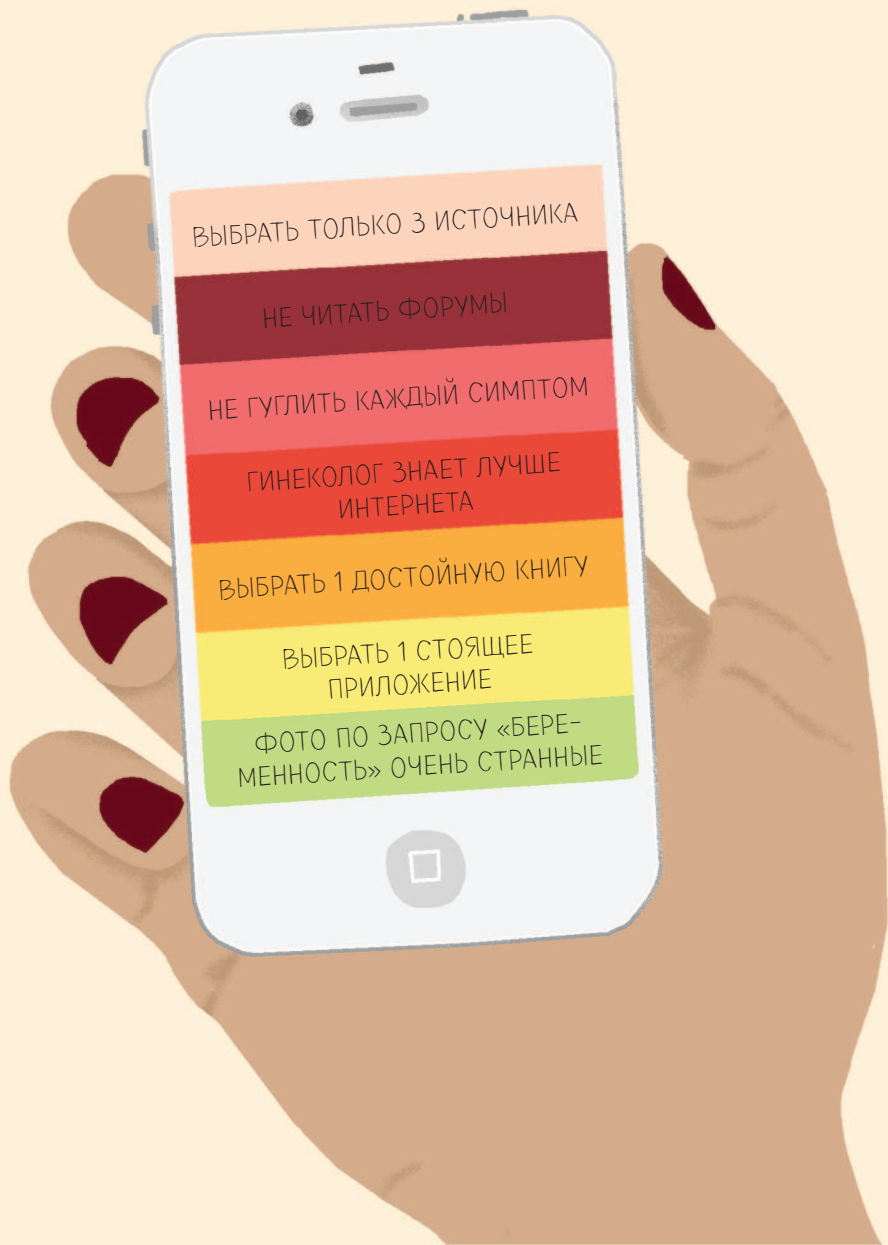 ВЫБРАТЬ ТОЛЬКО 3 ИСТОЧНИКА
НЕ ЧИТАТЬ ФОРУМЫ
НЕ ГУГЛИТЬ КАЖДЫЙ СИМПТОМ
ГИНЕКОЛОГ ЗНАЕТ ЛУЧШЕ
ИНТЕРНЕТА
ВЫБРАТЬ 1 ДОСТОЙНУЮ КНИГУ
ВЫБРАТЬ 1 СТОЯЩЕЕ
ПРИЛОЖЕНИЕ
ФОТО ПО ЗАПРОСУ «БЕРЕ-
МЕННОСТЬ» ОЧЕНЬ СТРАННЫЕ